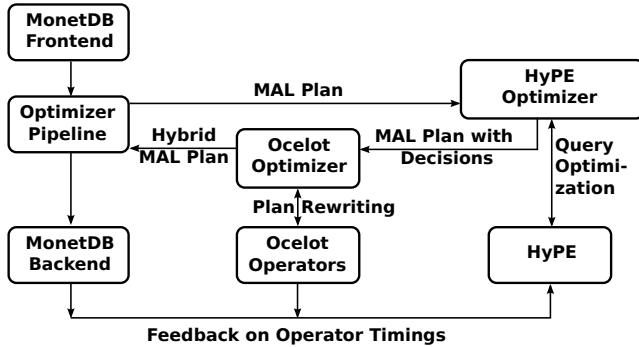 MonetDB
Frontend
MAL Plan
HyPE
Optimizer
Optimizer
Pipeline
Hybrid
MAL Plan
Ocelot
Optimizer
MAL Plan with
Decisions
Query
Optimi-
zation
Plan Rewriting
MonetDB
Backend
Ocelot
Operators
HyPE
Feedback on Operator Timings